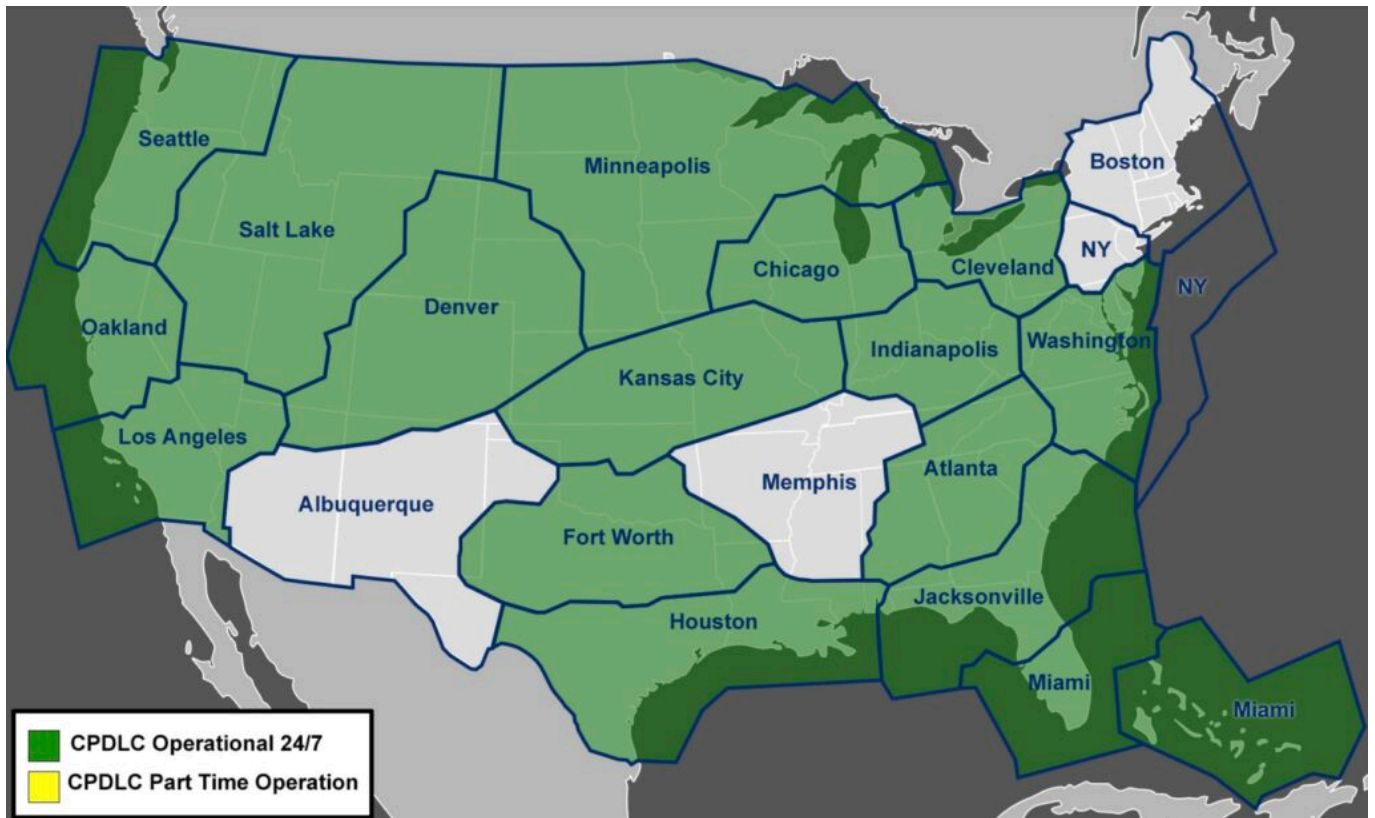 Seattle
Minneapolis
Boston
Salt Lake
NY
Chicago
Cleveland
NY
Denver
Oakland
Washington
Indianapolis
Kansas City
Los Angeles
Atlanta
Memphis
Albuquerque
Fort Worth
Jacksonville
Houston
Miami
Miami
CPDLC Operational 24/7
CPDLC Part Time Operation